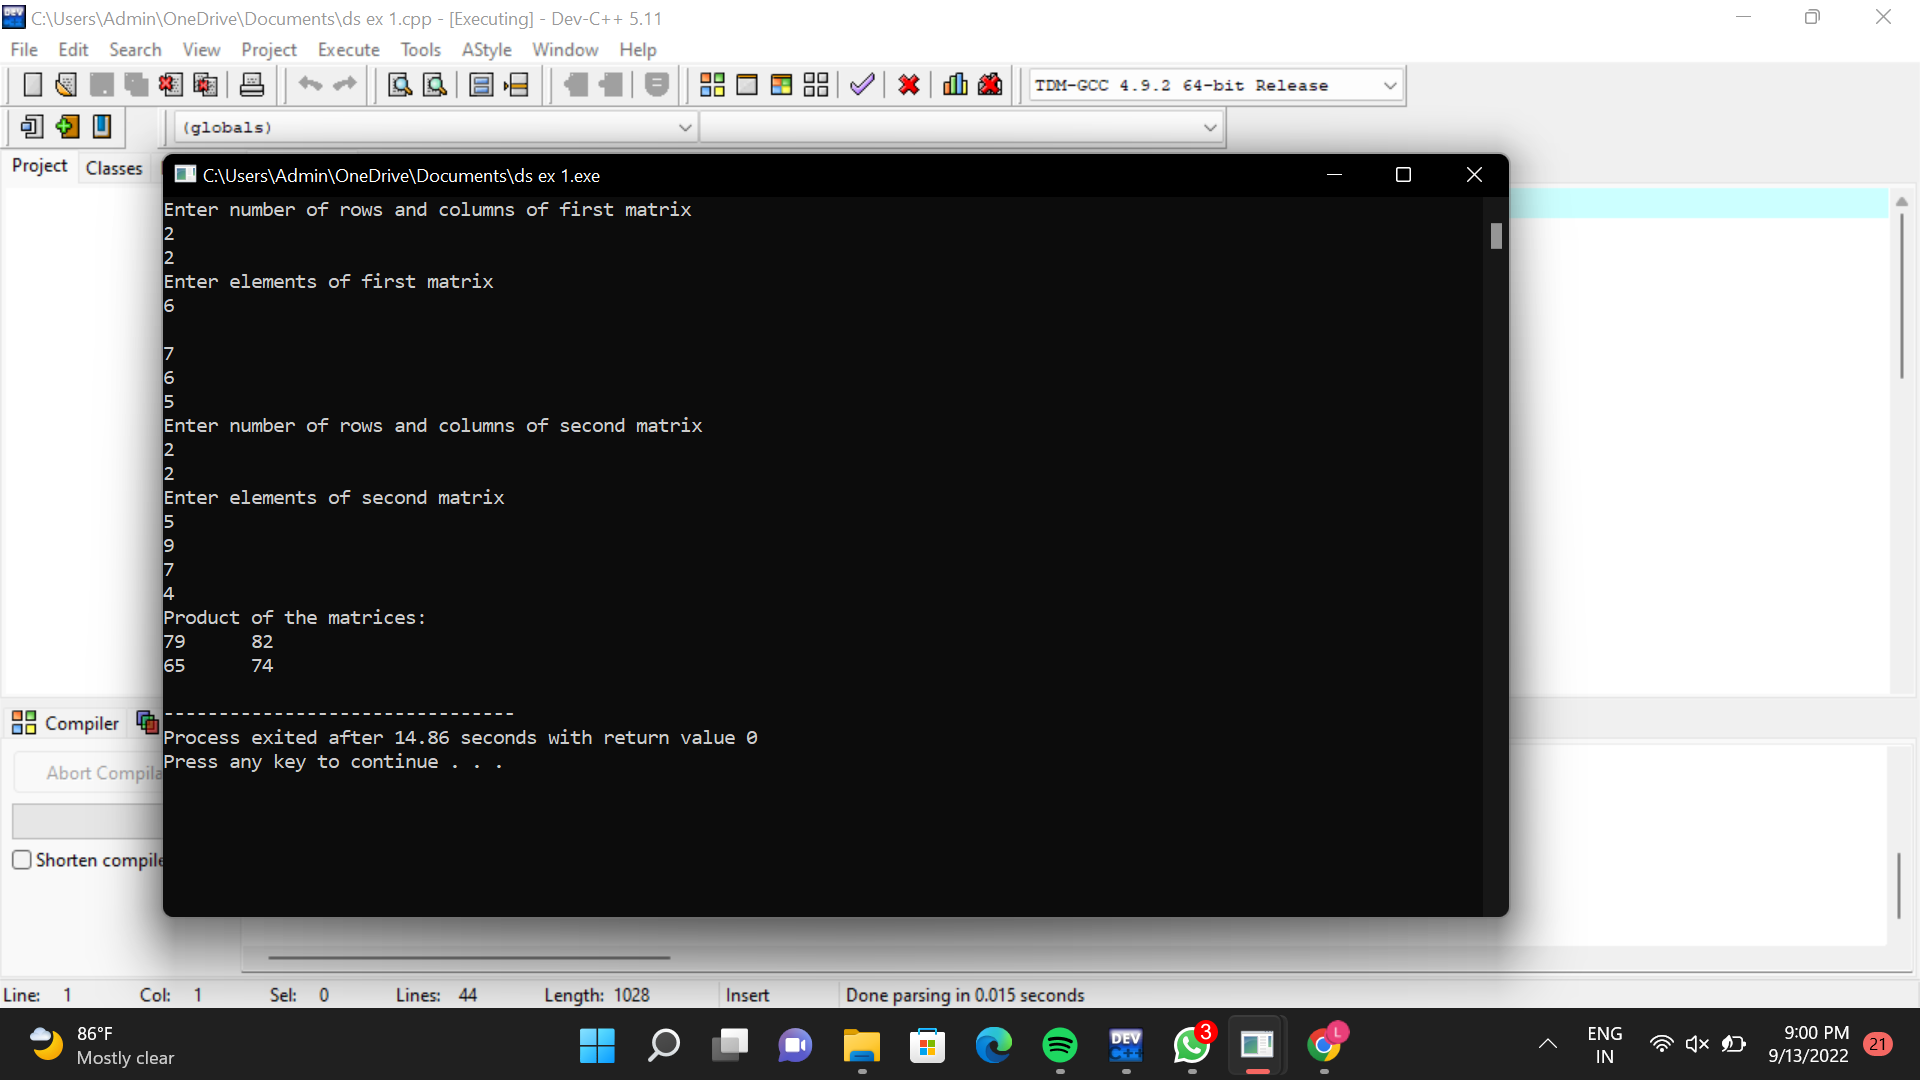 C:\Users\Admin\OneDrive\Documents\ds ex 1.cpp - [Executing] - Dev-C++ 5.11
File Edit Search View Project Execute Tools AStyle Window Help
TDM-GCC 4.9.2 64-bit Release
(globals)
Project Classes
C:\Users\Admin\OneDrive\Documents\ds ex 1.exe
Enter number of rows and columns of first matrix
2
2
Enter elements of first matrix
6
7
6
5
Enter number of rows and columns of second matrix
2
2
Enter elements of second matrix
5
9
7
4
Product of the matrices:
79 82
65 74
--------------------------------
Process exited after 14.86 seconds with return value 0
Press any key to continue . . .
Compiler
Abort Compila
Shorten compile
Line: 1 Col: 1 Sel: 0 Lines: 44 Length: 1028 Insert Done parsing in 0.015 seconds
86°F
Mostly clear
DEV
C++
3
L
ENG
IN
9:00 PM
9/13/2022
21